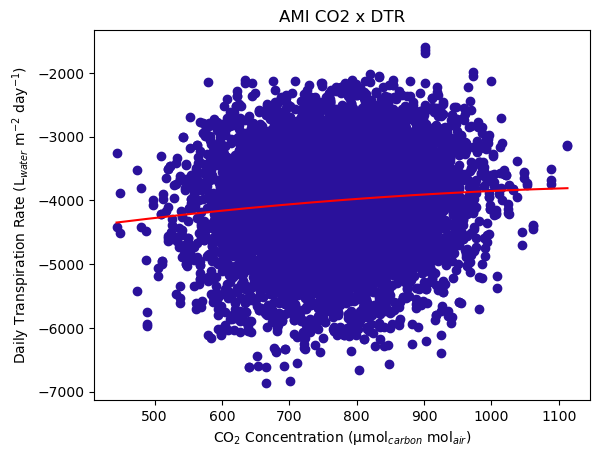 AMI CO2 x DTR
Daily Transpiration Rate (L_water m⁻² day⁻¹)
−2000
−3000
−4000
−5000
−6000
−7000
500 600 700 800 900 1000 1100
CO₂ Concentration (µmol_carbon mol_air)